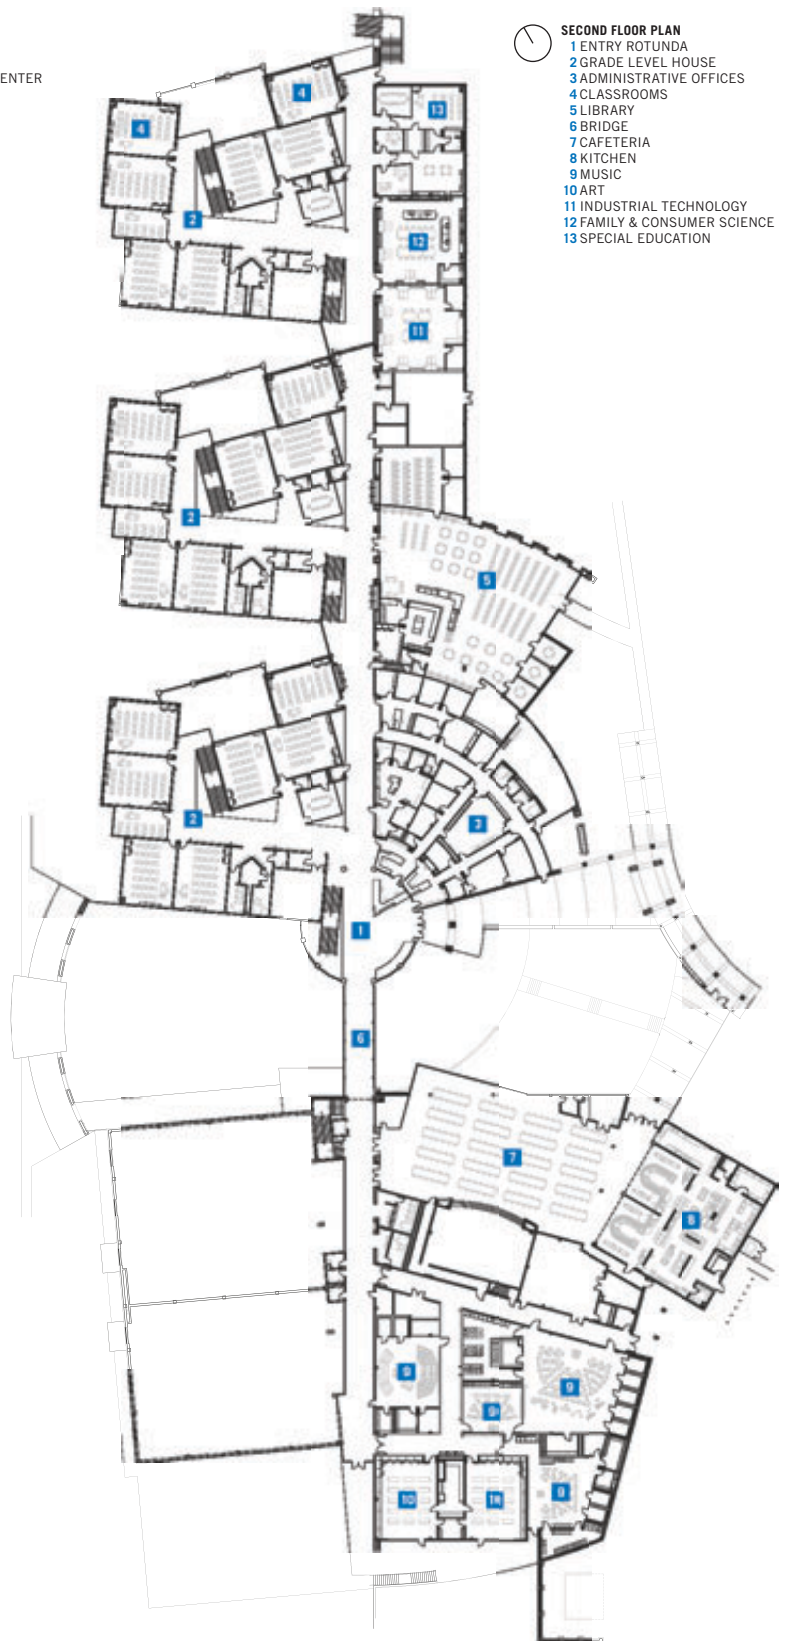 ENTER
SECOND FLOOR PLAN
1 ENTRY ROTUNDA
2 GRADE LEVEL HOUSE
3 ADMINISTRATIVE OFFICES
4 CLASSROOMS
5 LIBRARY
6 BRIDGE
7 CAFETERIA
8 KITCHEN
9 MUSIC
10 ART
11 INDUSTRIAL TECHNOLOGY
12 FAMILY & CONSUMER SCIENCE
13 SPECIAL EDUCATION
4
13
4
2
12
11
2
5
2
3
1
6
7
8
9
9
9
10
9